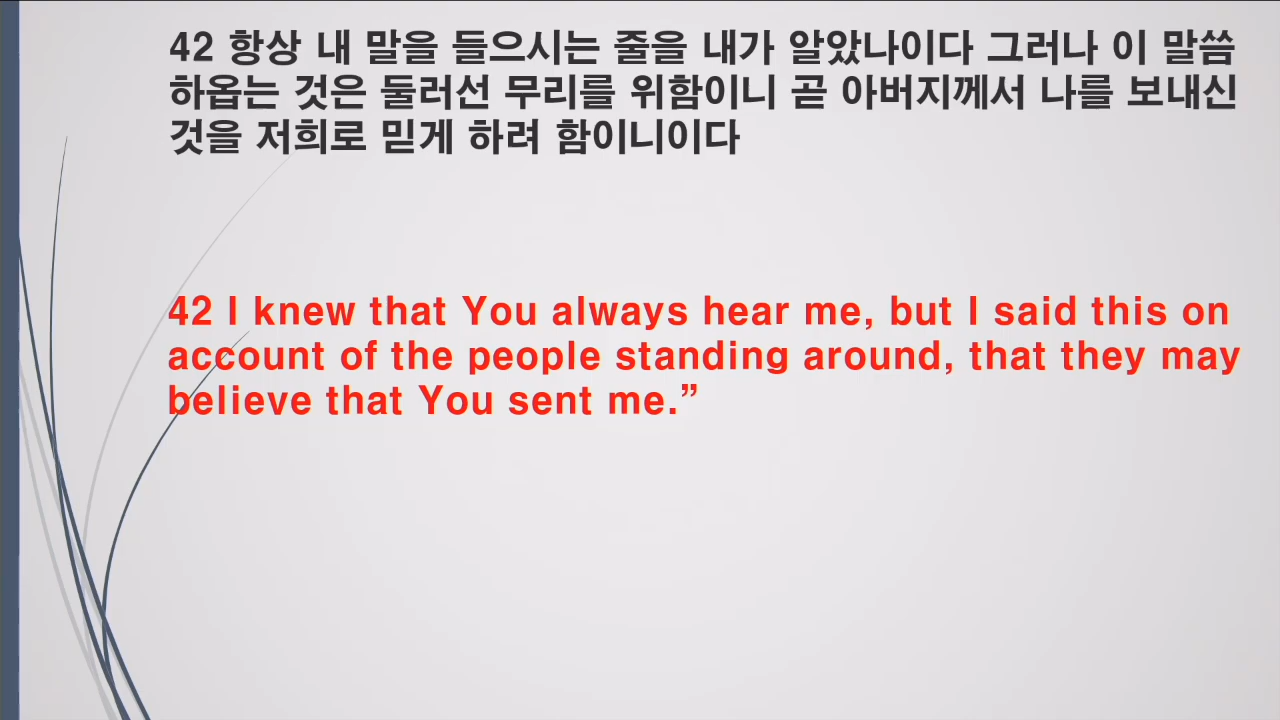 42 항상 내 말을 들으시는 줄을 내가 알았나이다 그러나 이 말씀
하옵는 것은 둘러선 무리를 위함이니 곧 아버지께서 나를 보내신
것을 저희로 믿게 하려 함이니이다
42 I knew that You always hear me, but I said this on
account of the people standing around, that they may
believe that You sent me.”